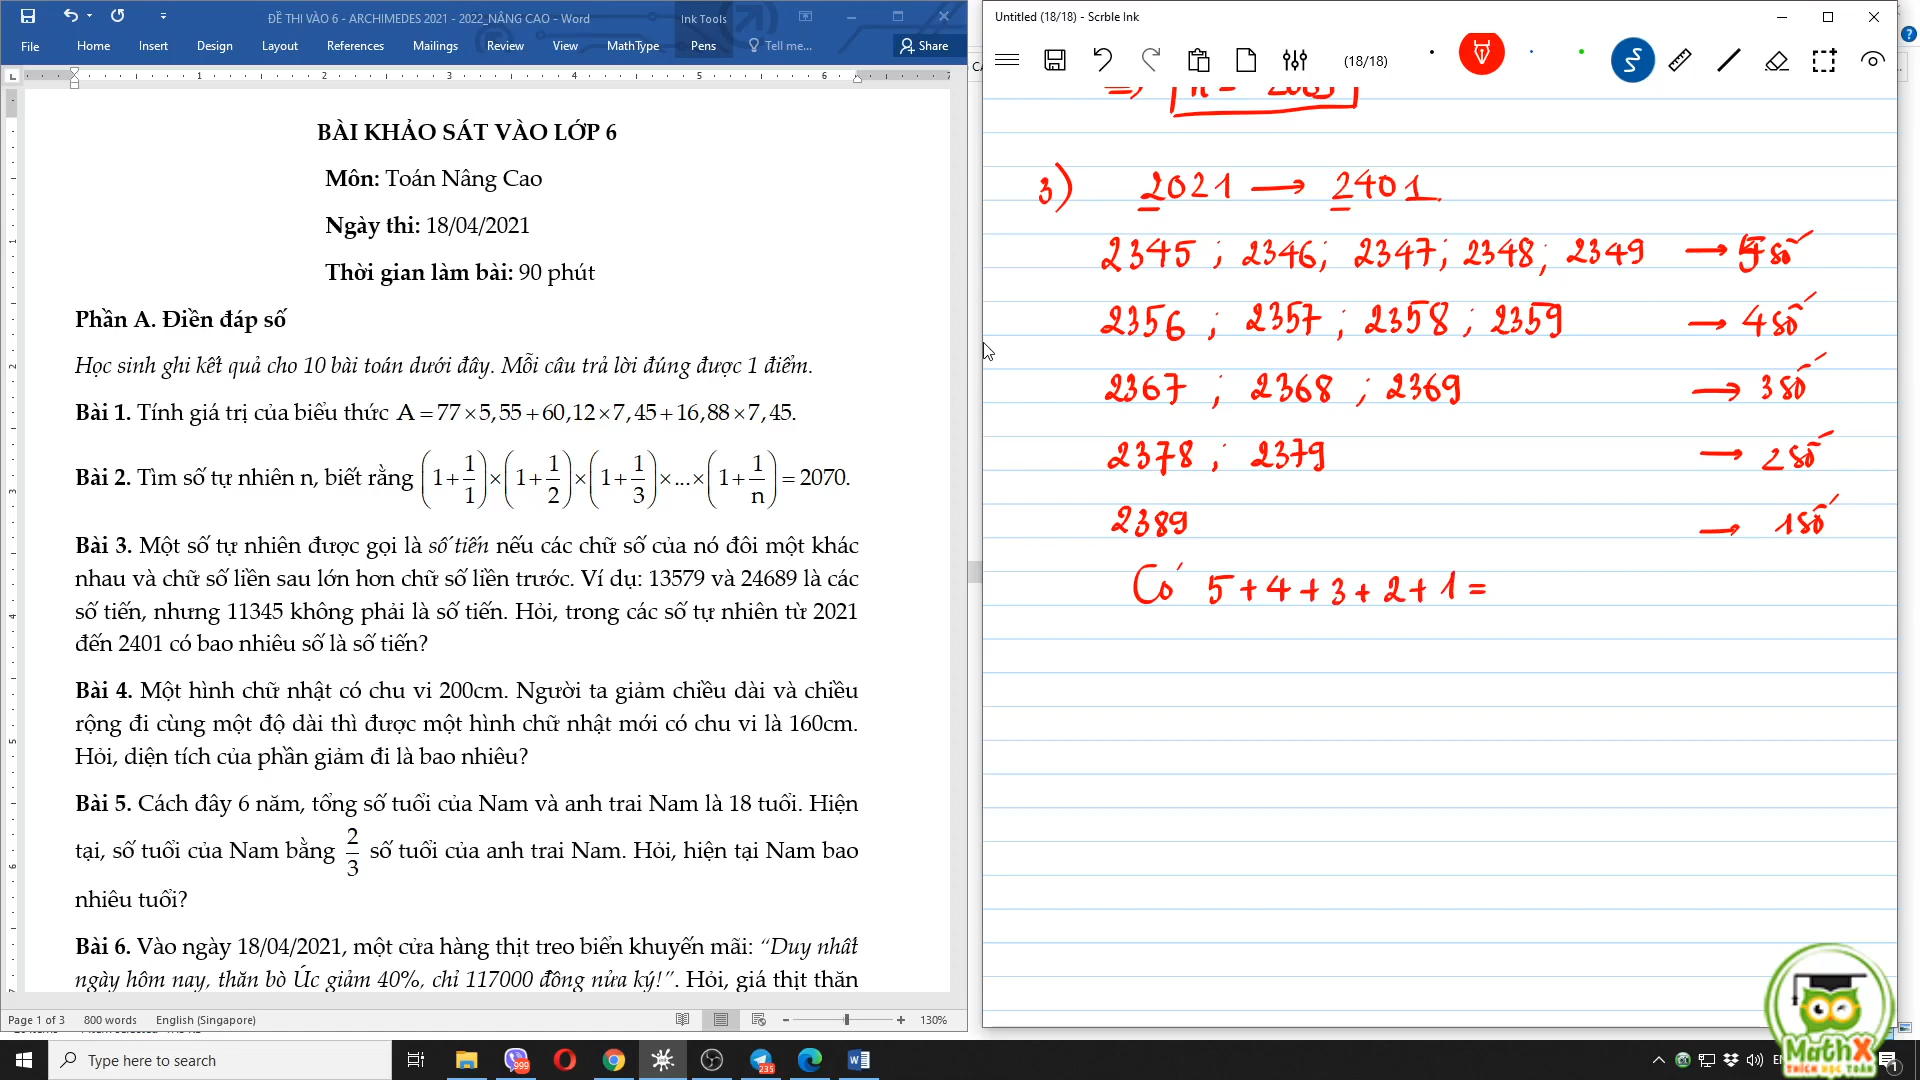 ĐỀ THI VÀO 6 - ARCHIMEDES 2021 - 2022_NÂNG CAO - Word
Ink Tools
File Home Insert Design Layout References Mailings Review View MathType Pens Tell me... Share
BÀI KHẢO SÁT VÀO LỚP 6
Môn: Toán Nâng Cao
Ngày thi: 18/04/2021
Thời gian làm bài: 90 phút
Phần A. Điền đáp số
Học sinh ghi kết quả cho 10 bài toán dưới đây. Mỗi câu trả lời đúng được 1 điểm.
Bài 1. Tính giá trị của biểu thức A = 77 × 5,55 + 60,12 × 7,45 + 16,88 × 7,45.
Bài 2. Tìm số tự nhiên n, biết rằng (1 + 1/1) × (1 + 1/2) × (1 + 1/3) × ... × (1 + 1/n) = 2070.
Bài 3. Một số tự nhiên được gọi là số tiến nếu các chữ số của nó đôi một khác
nhau và chữ số liền sau lớn hơn chữ số liền trước. Ví dụ: 13579 và 24689 là các
số tiến, nhưng 11345 không phải là số tiến. Hỏi, trong các số tự nhiên từ 2021
đến 2401 có bao nhiêu số là số tiến?
Bài 4. Một hình chữ nhật có chu vi 200cm. Người ta giảm chiều dài và chiều
rộng đi cùng một độ dài thì được một hình chữ nhật mới có chu vi là 160cm.
Hỏi, diện tích của phần giảm đi là bao nhiêu?
Bài 5. Cách đây 6 năm, tổng số tuổi của Nam và anh trai Nam là 18 tuổi. Hiện
tại, số tuổi của Nam bằng 2/3 số tuổi của anh trai Nam. Hỏi, hiện tại Nam bao
nhiêu tuổi?
Bài 6. Vào ngày 18/04/2021, một cửa hàng thịt treo biển khuyến mãi: “Duy nhất
ngày hôm nay, thăn bò Úc giảm 40%, chỉ 117000 đồng nửa ký!”. Hỏi, giá thịt thăn
Page 1 of 3 800 words English (Singapore) 130%
Untitled (18/18) - Scrble Ink
(18/18)
3) 2021 → 2401
2345 ; 2346 ; 2347 ; 2348 ; 2349 → 5 số
2356 ; 2357 ; 2358 ; 2359 → 4 số
2367 ; 2368 ; 2369 → 3 số
2378 ; 2379 → 2 số
2389 → 1 số
Có 5 + 4 + 3 + 2 + 1 =
MathX
THÍCH HỌC TOÁN
Type here to search